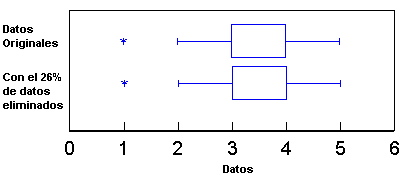 Datos
Originales
Con el 26%
de datos
eliminados
0 1 2 3 4 5 6
Datos